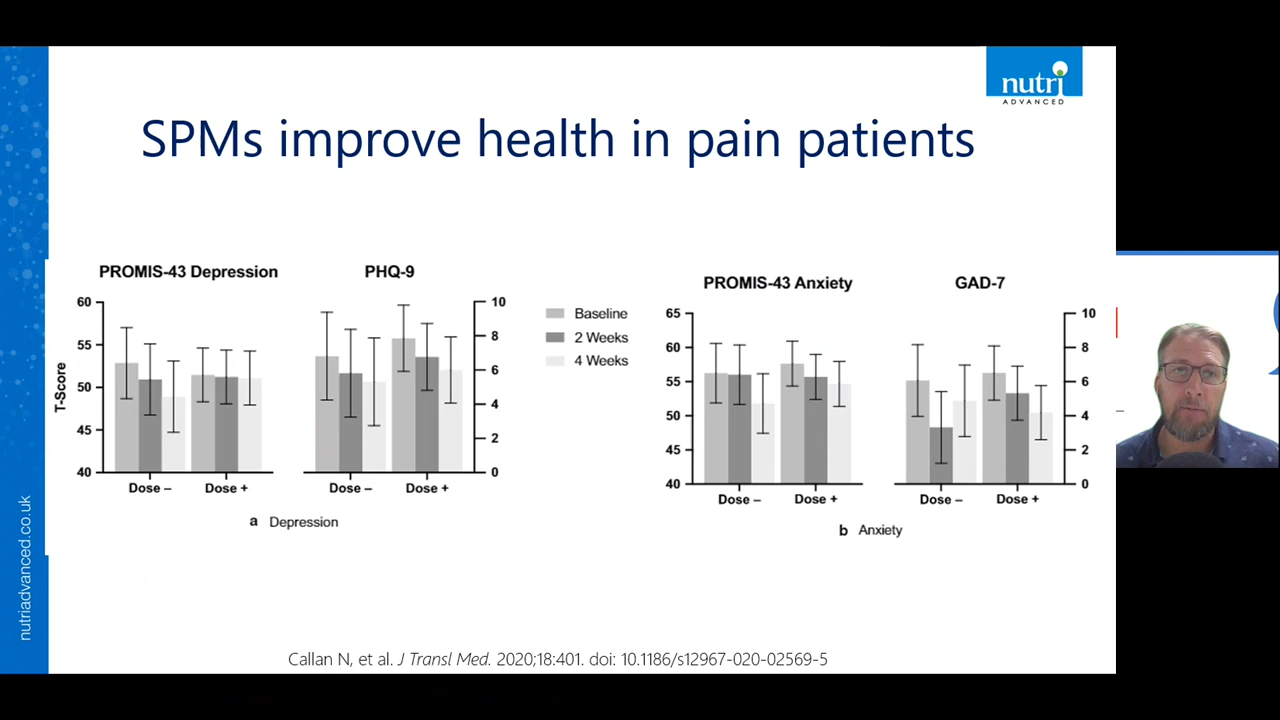 nutri
ADVANCED
SPMs improve health in pain patients
PROMIS-43 Depression
PHQ-9
60
55
50
45
40
T-Score
10
8
6
4
2
0
Dose –
Dose +
Dose –
Dose +
a Depression
Baseline
2 Weeks
4 Weeks
PROMIS-43 Anxiety
GAD-7
65
60
55
50
45
40
10
8
6
4
2
0
Dose –
Dose +
Dose –
Dose +
b Anxiety
nutriadvanced.co.uk
Callan N, et al. J Transl Med. 2020;18:401. doi: 10.1186/s12967-020-02569-5